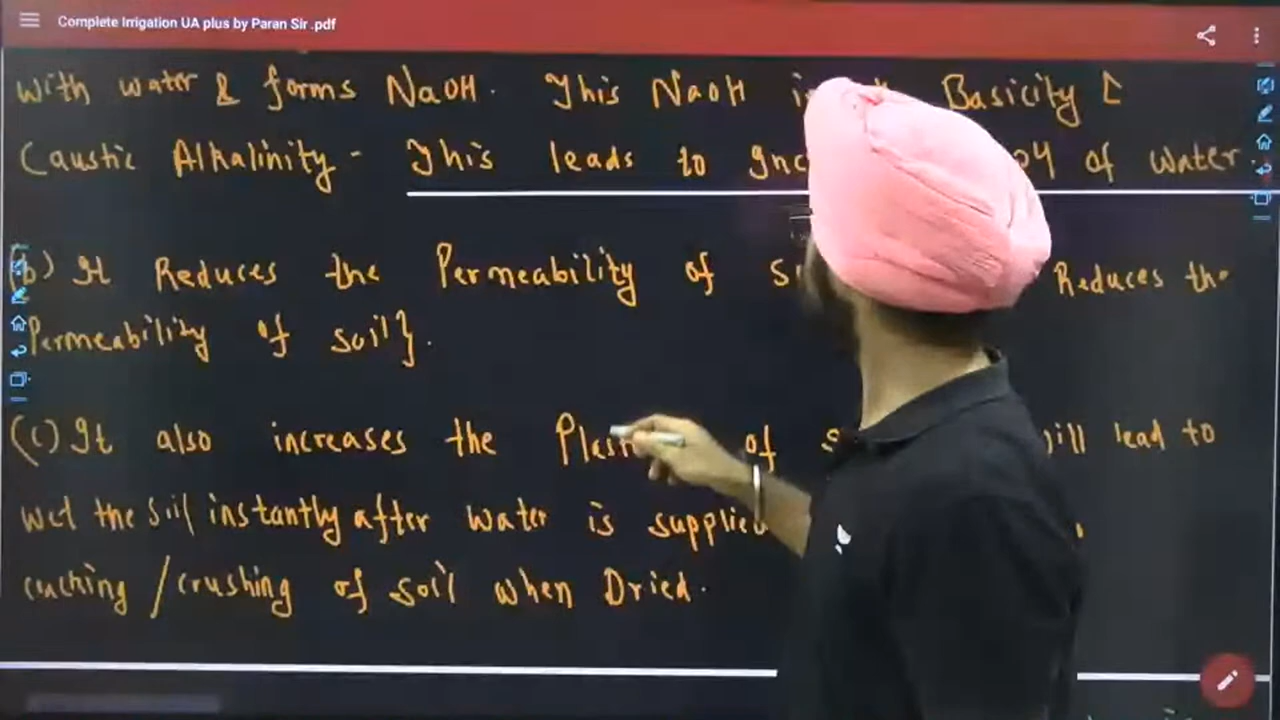 Complete Irrigation UA plus by Paran Sir .pdf
with water & forms NaOH. This NaOH Basicity [
Caustic Alkalinity - This leads to of water.
(b) It Reduces the Permeability of Reduces the
Permeability of soil}.
(c) It also increases the of lead to
wet the soil instantly after water is supplied
/crushing of soil when Dried.